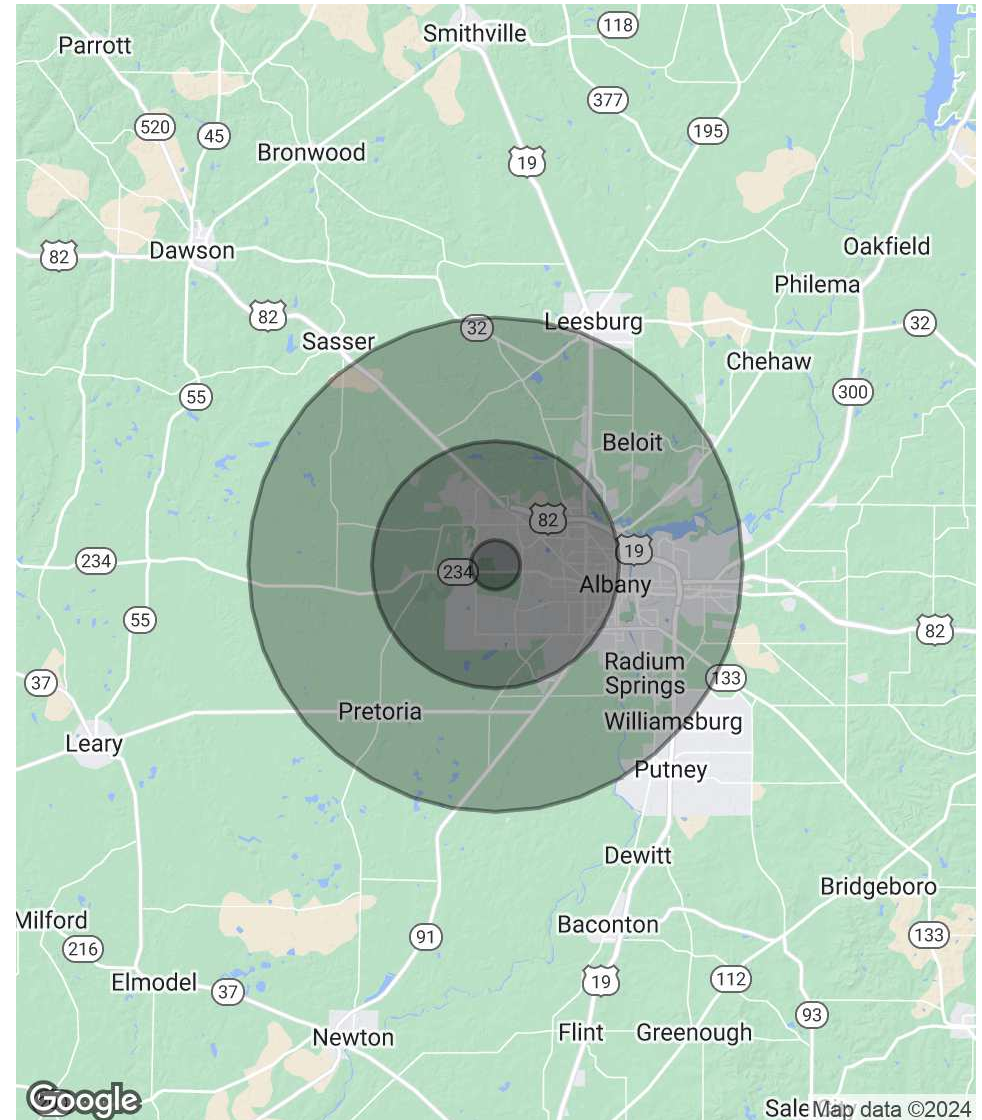 Smithville
118
Parrott
377
520
45
195
Bronwood
19
Oakfield
Dawson
82
Philema
82
Leesburg
32
32
Sasser
Chehaw
300
55
Beloit
82
19
234
234
Albany
55
82
Radium
Springs
133
37
Pretoria
Williamsburg
Leary
Putney
Dewitt
Bridgeboro
Milford
Baconton
91
133
216
Elmodel
19
112
37
93
Newton
Flint
Greenough
Google
Map data ©2024